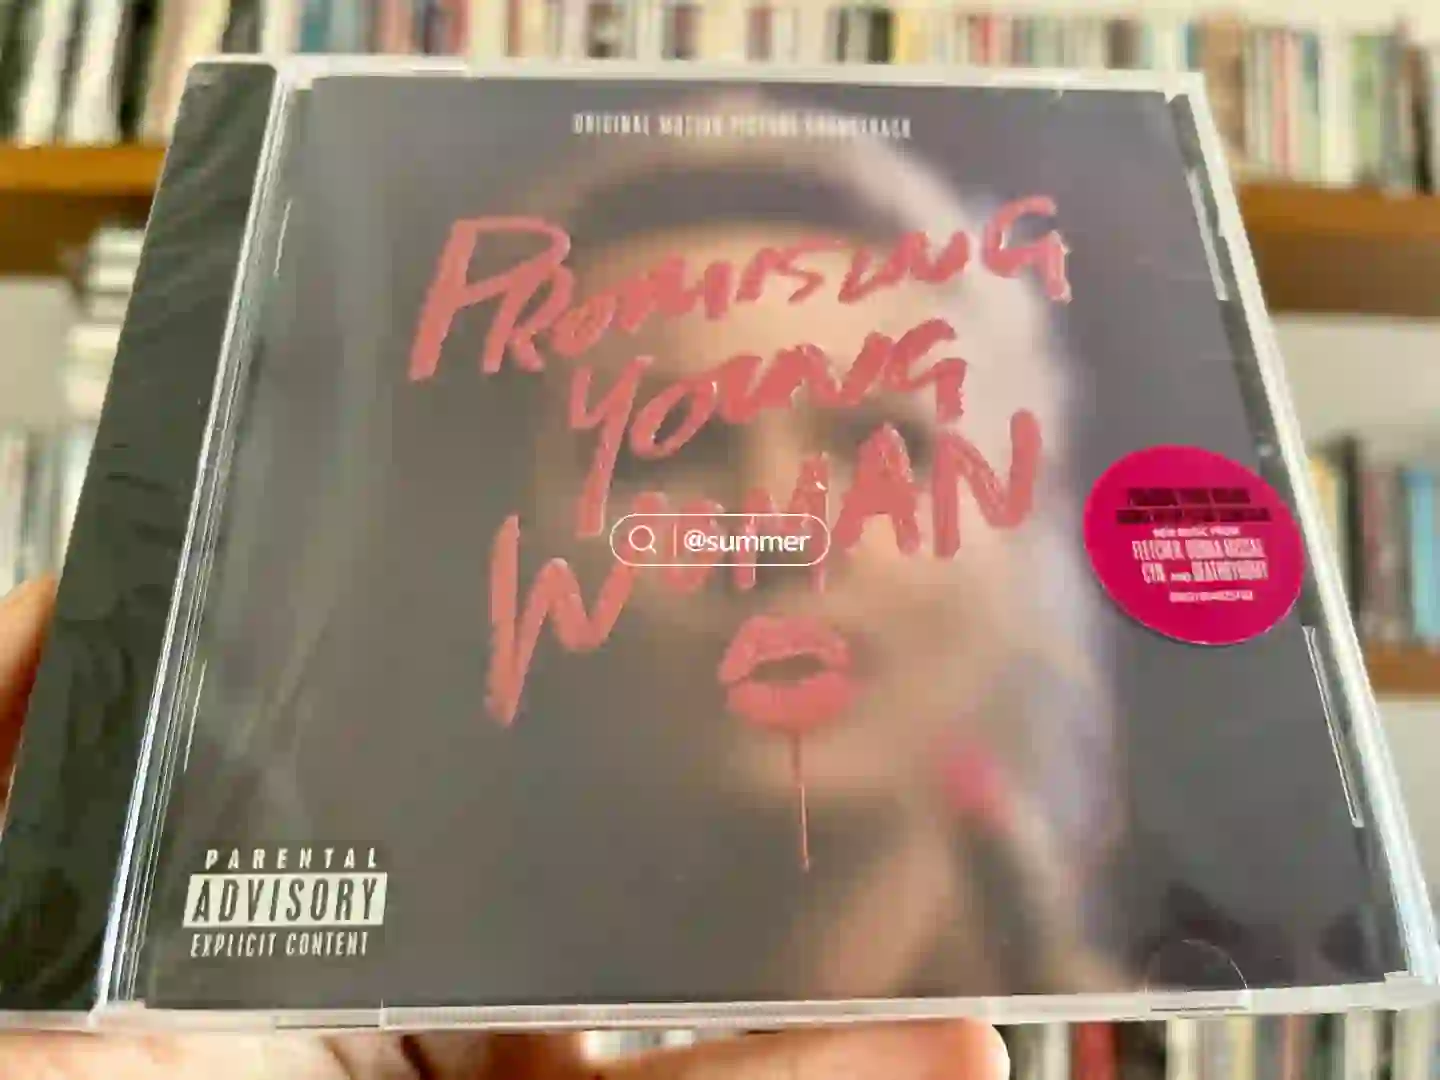 ORIGINAL MOTION PICTURE SOUNDTRACK
PROMISING
YOUNG
WOMAN
@summer
NEW MUSIC FROM
FLETCHER, DONNA MISSAL
CYN AND DEATHBYROMY
PARENTAL
ADVISORY
EXPLICIT CONTENT